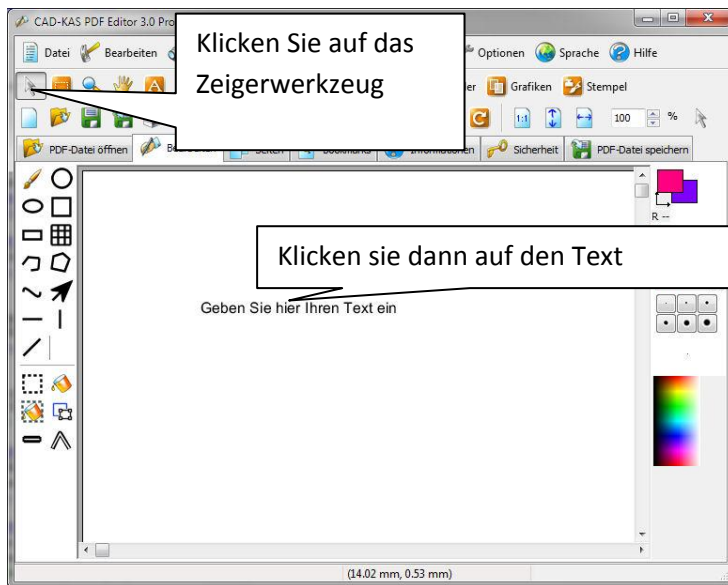 CAD-KAS PDF Editor 3.0 Pro
Klicken Sie auf das
Zeigerwerkzeug
Datei Bearbeiten Optionen Sprache Hilfe
Grafiken Stempel
1:1 100 %
PDF-Datei öffnen Seiten Bookmarks Informationen Sicherheit PDF-Datei speichern
R --
Klicken sie dann auf den Text
Geben Sie hier Ihren Text ein
(14.02 mm, 0.53 mm)